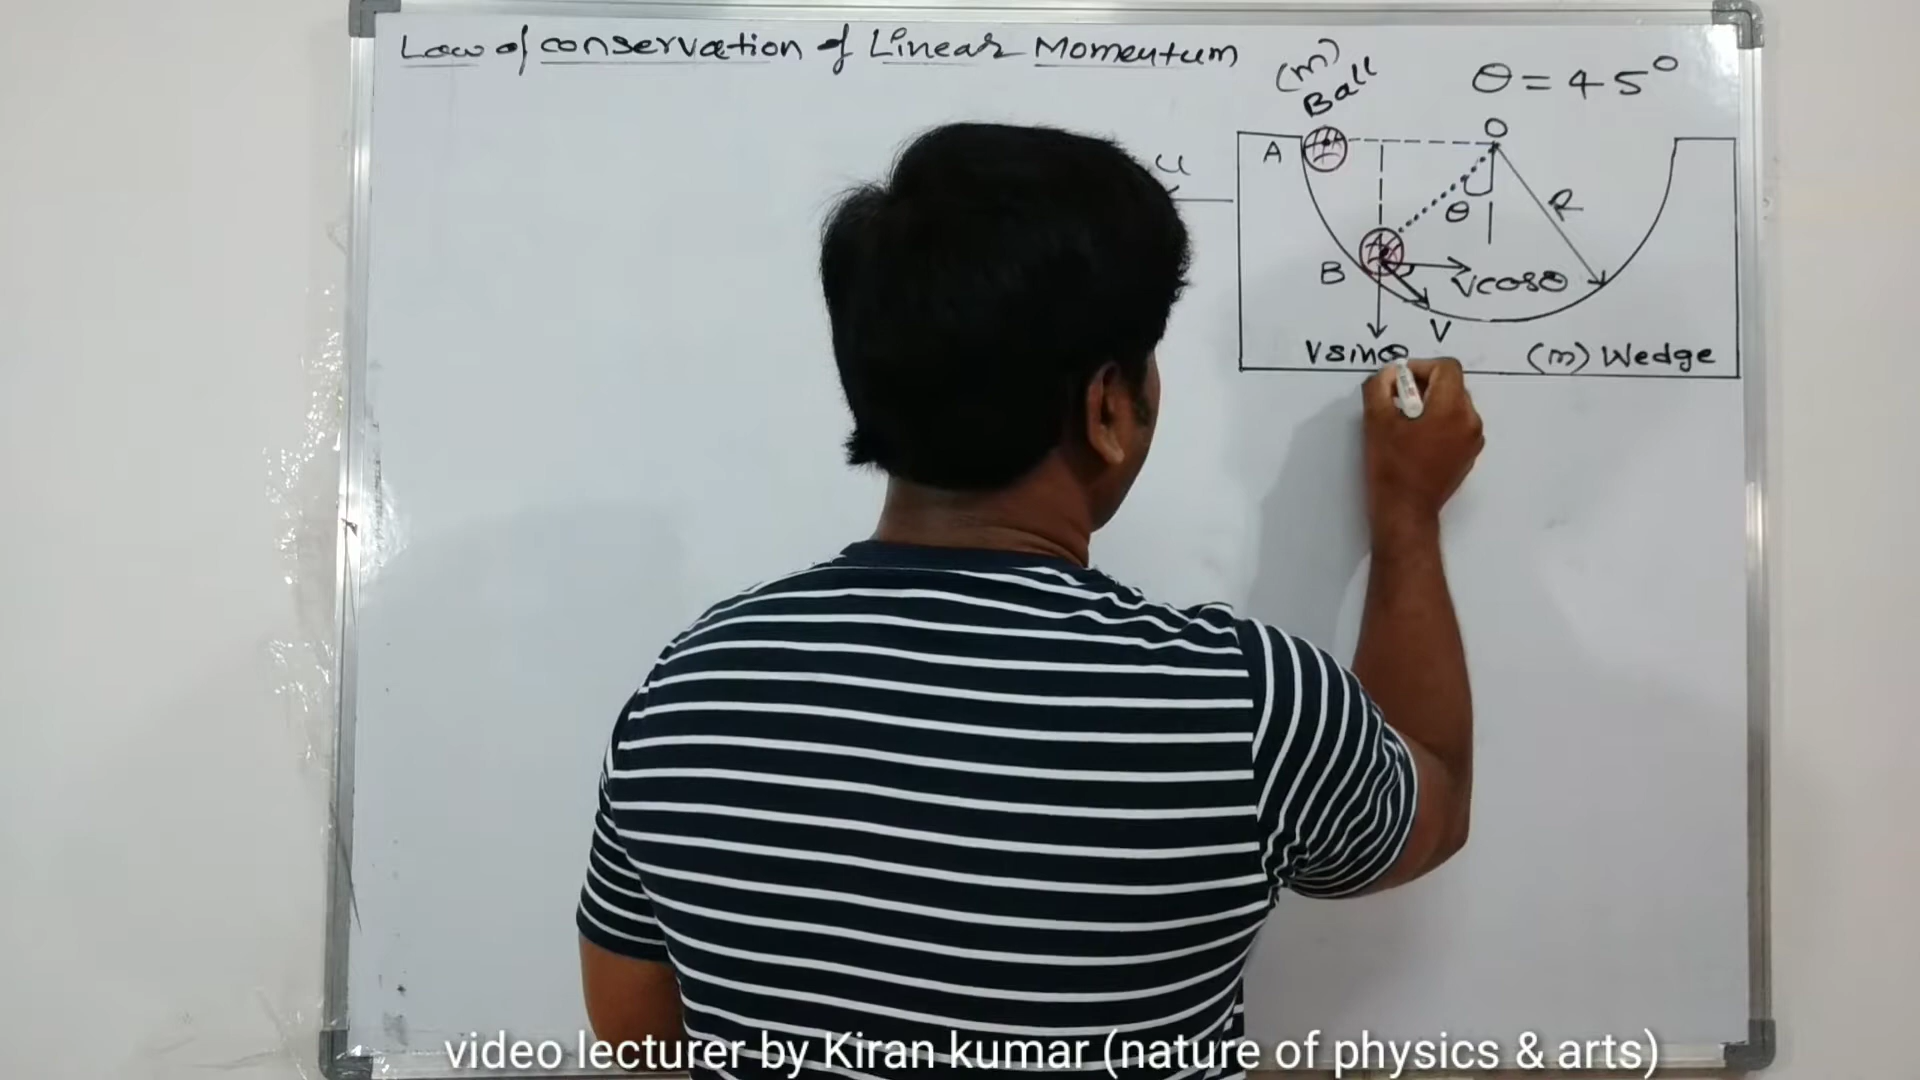 Law of conservation of Linear Momentum
(m)
Ball
θ = 45°
u
A
O
θ
R
B
Vcosθ
V
Vsinθ
(m) Wedge
video lecturer by Kiran kumar (nature of physics & arts)